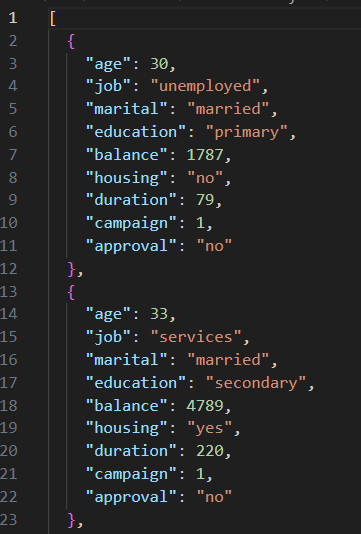 1 [
2 {
3 "age": 30,
4 "job": "unemployed",
5 "marital": "married",
6 "education": "primary",
7 "balance": 1787,
8 "housing": "no",
9 "duration": 79,
10 "campaign": 1,
11 "approval": "no"
12 },
13 {
14 "age": 33,
15 "job": "services",
16 "marital": "married",
17 "education": "secondary",
18 "balance": 4789,
19 "housing": "yes",
20 "duration": 220,
21 "campaign": 1,
22 "approval": "no"
23 },